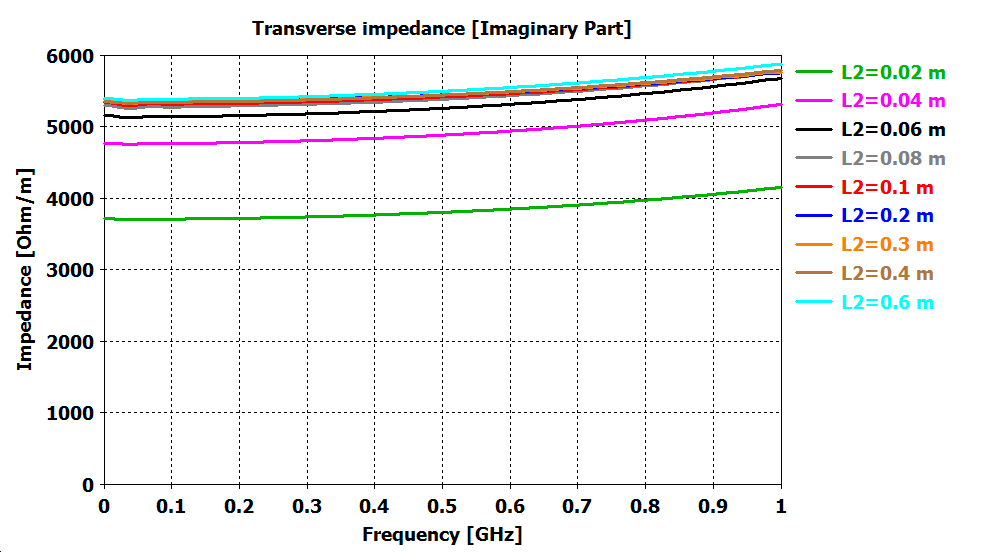 Transverse impedance [Imaginary Part]
6000
5000
4000
3000
2000
1000
0
Impedance [Ohm/m]
0 0.1 0.2 0.3 0.4 0.5 0.6 0.7 0.8 0.9 1
Frequency [GHz]
L2=0.02 m
L2=0.04 m
L2=0.06 m
L2=0.08 m
L2=0.1 m
L2=0.2 m
L2=0.3 m
L2=0.4 m
L2=0.6 m